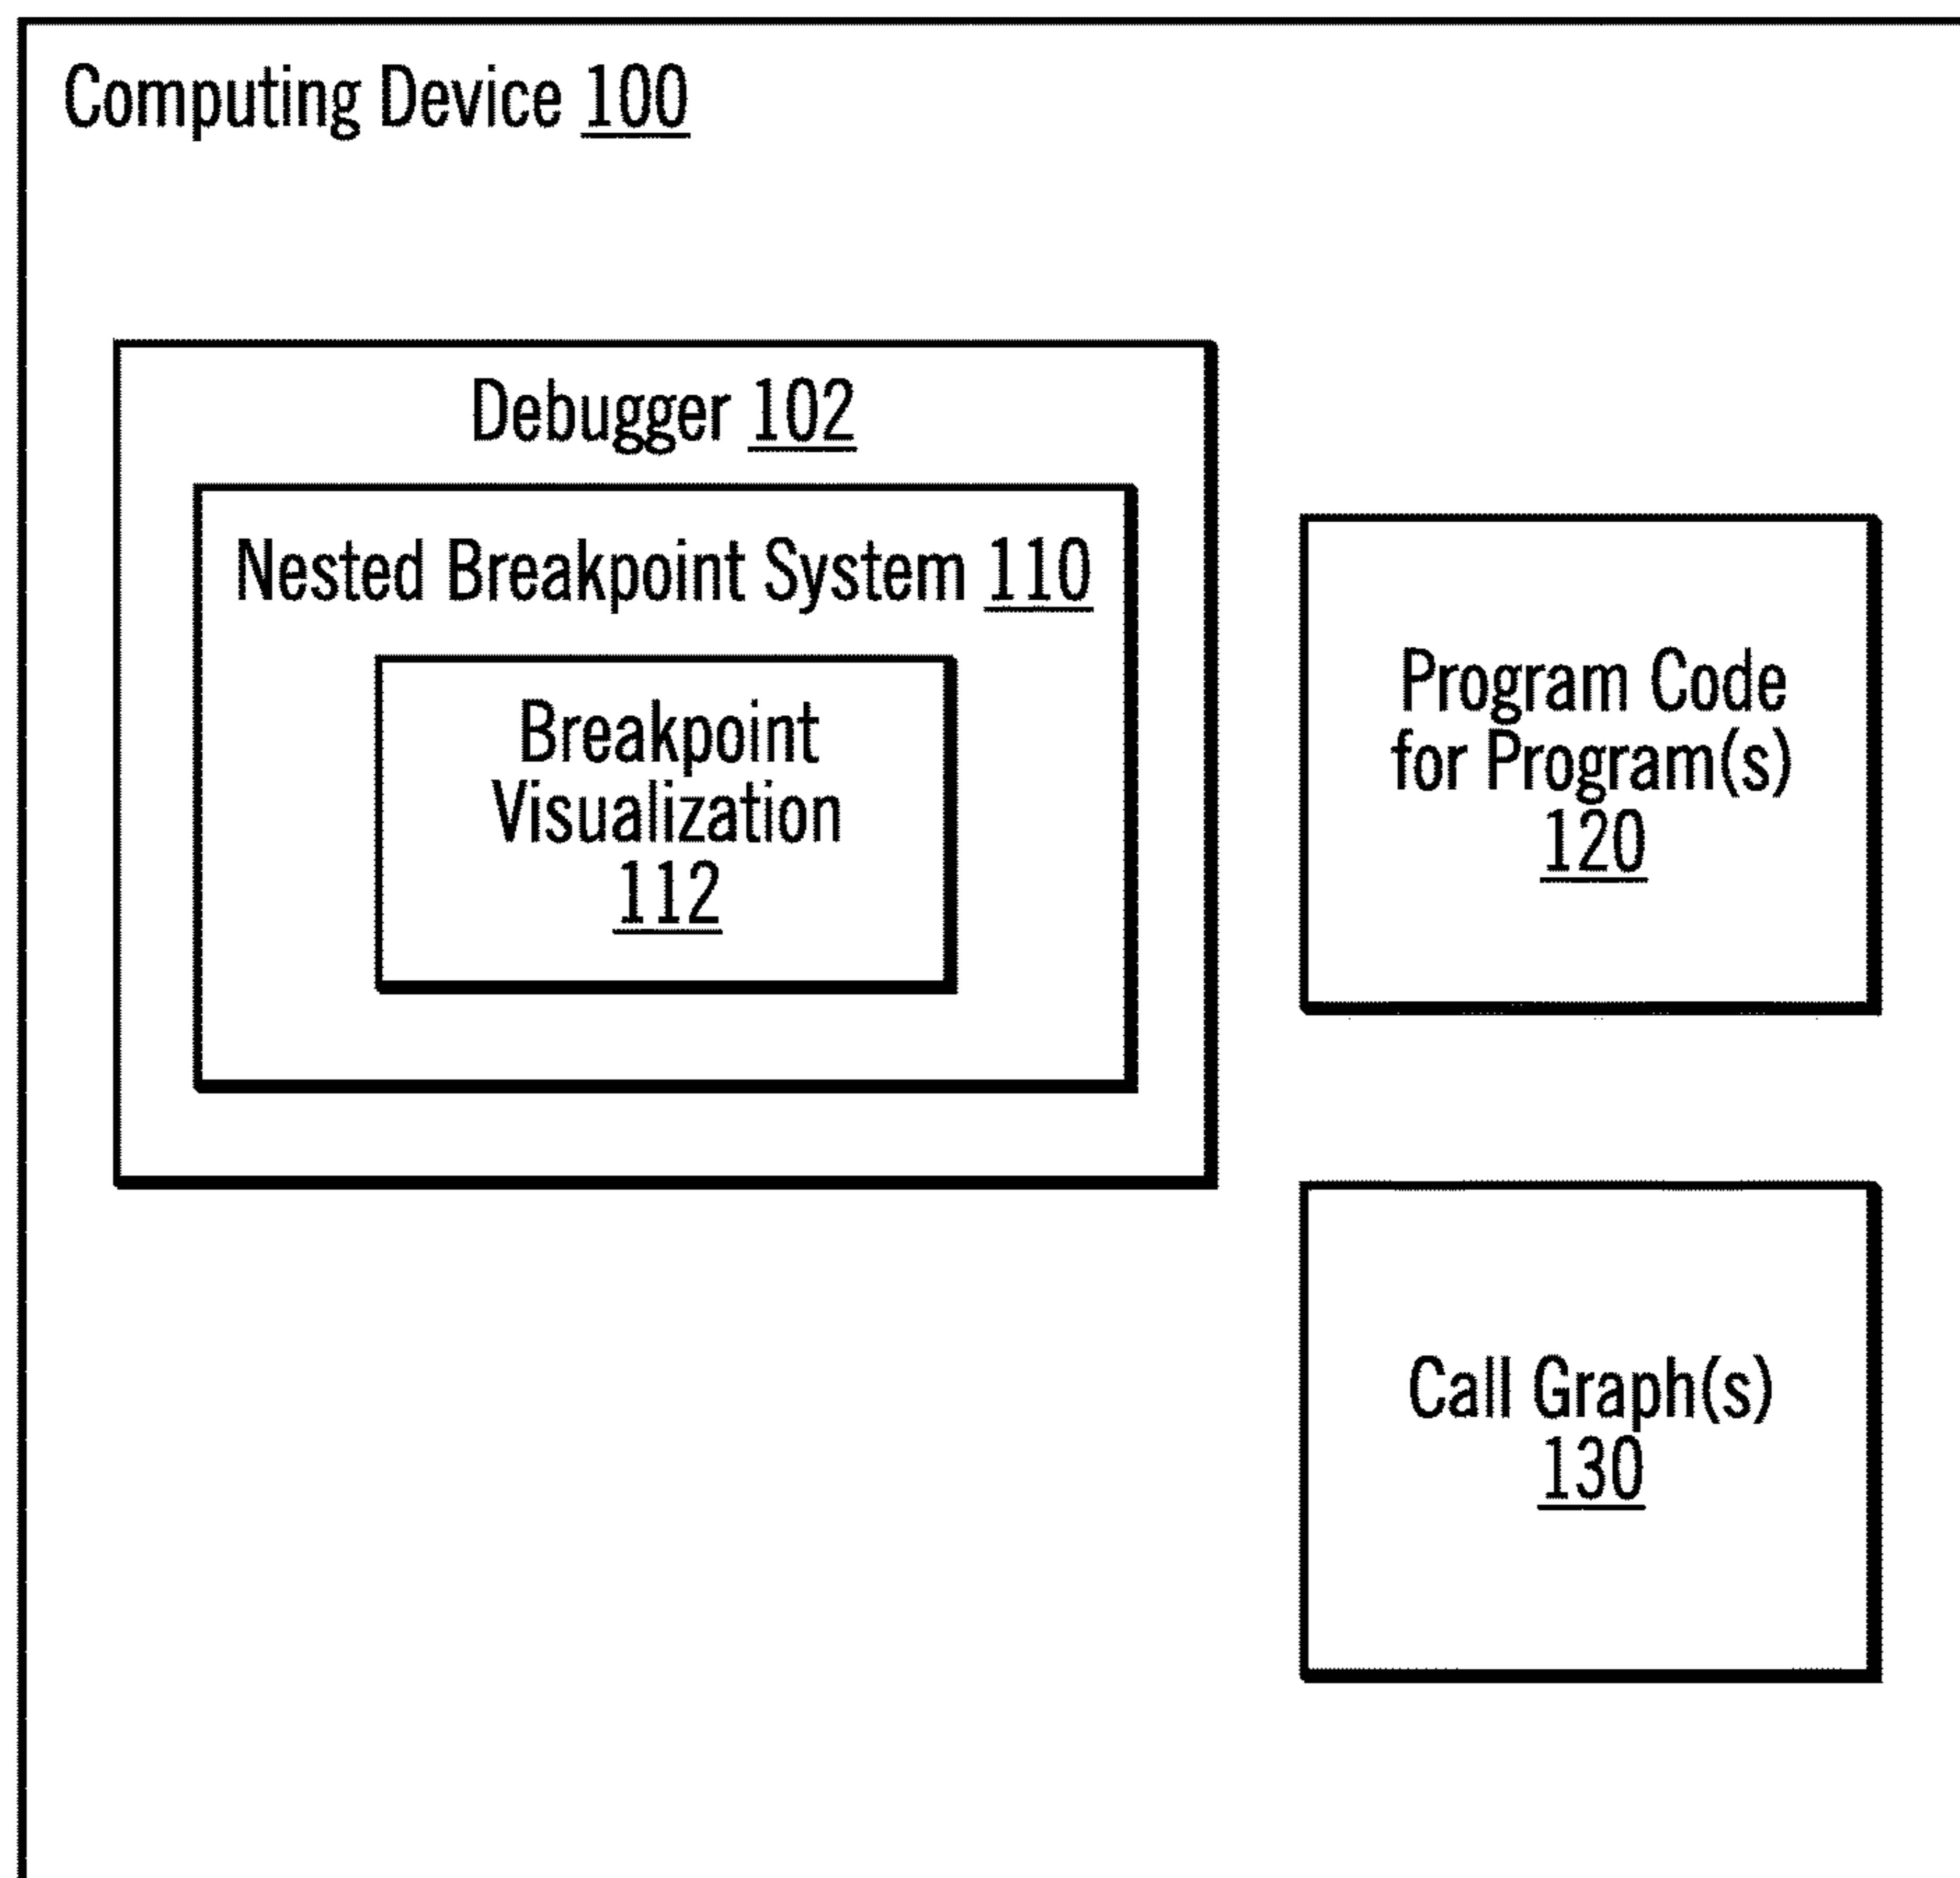 Computing Device 100
Debugger 102
Nested Breakpoint System 110
Breakpoint
Visualization
112
Program Code
for Program(s)
120
Call Graph(s)
130